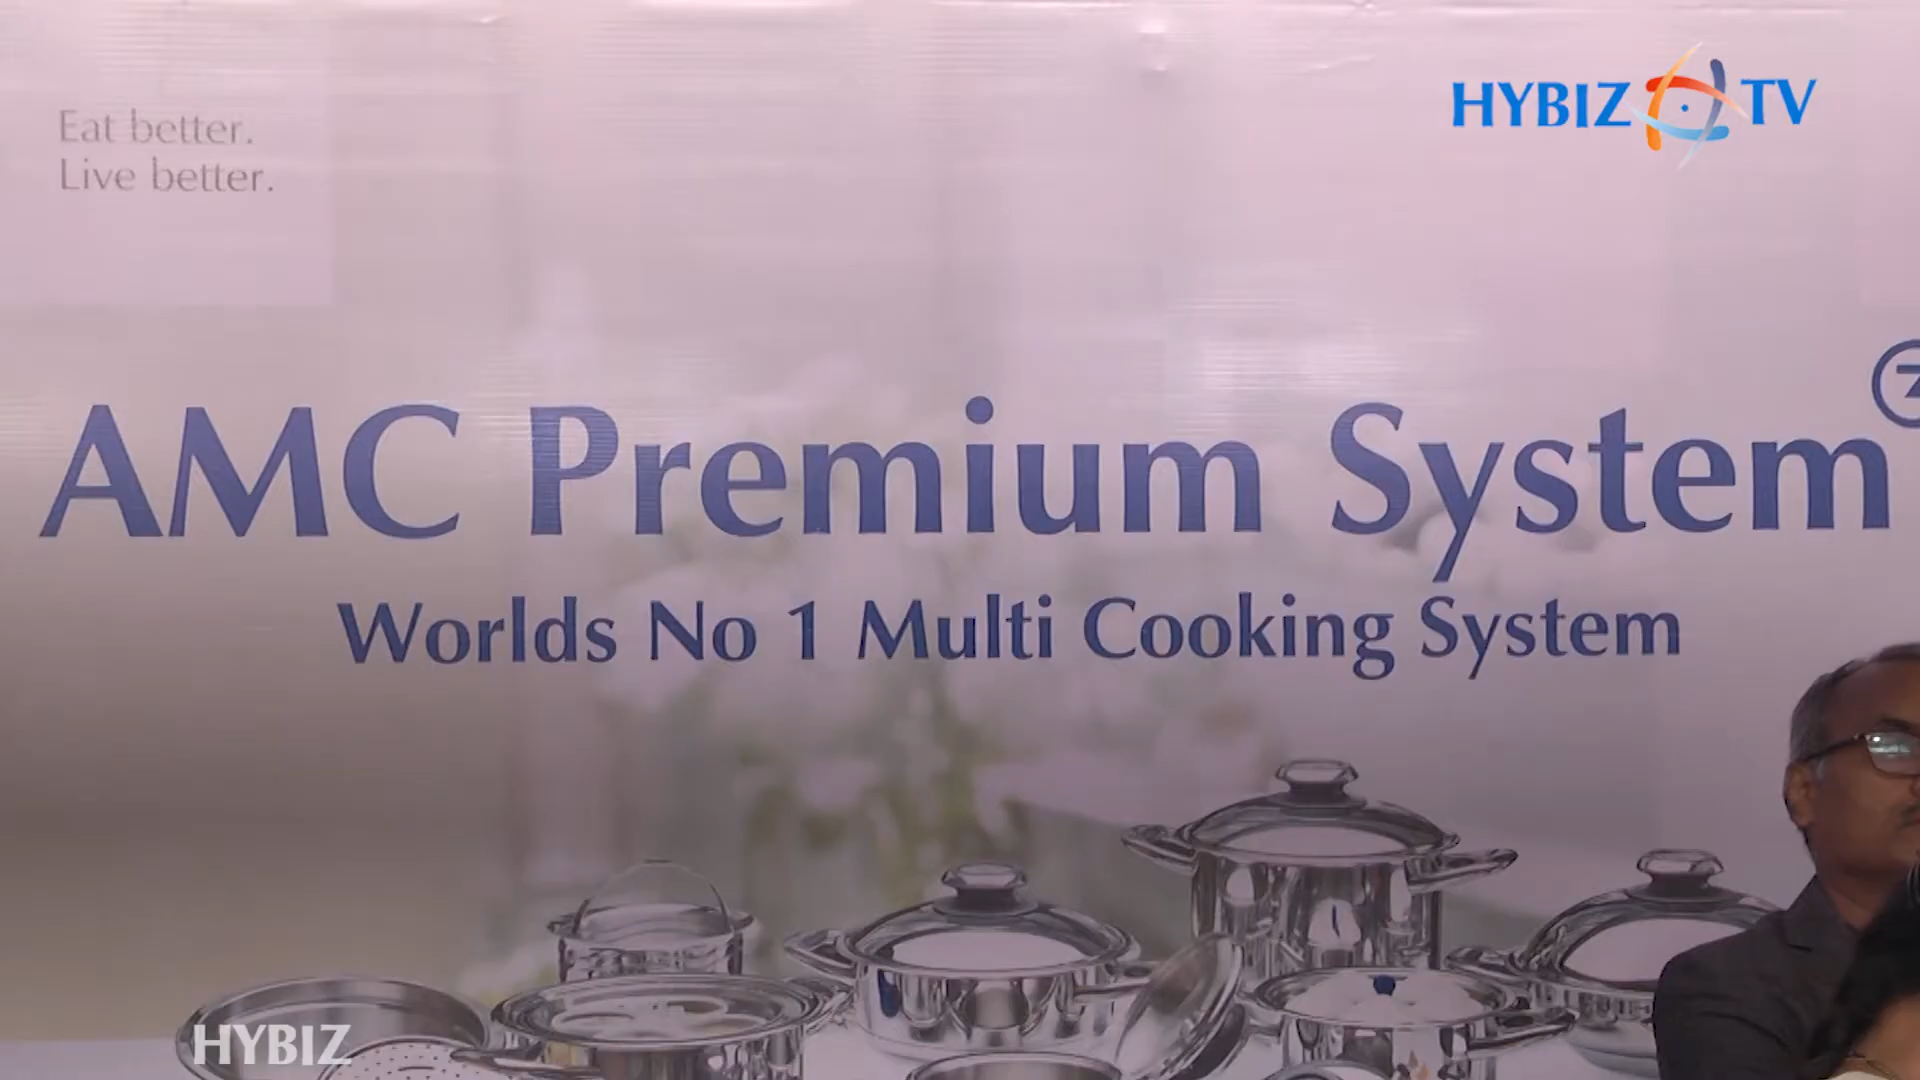 Eat better.
Live better.
HYBIZ TV
AMC Premium System
Worlds No 1 Multi Cooking System
HYBIZ